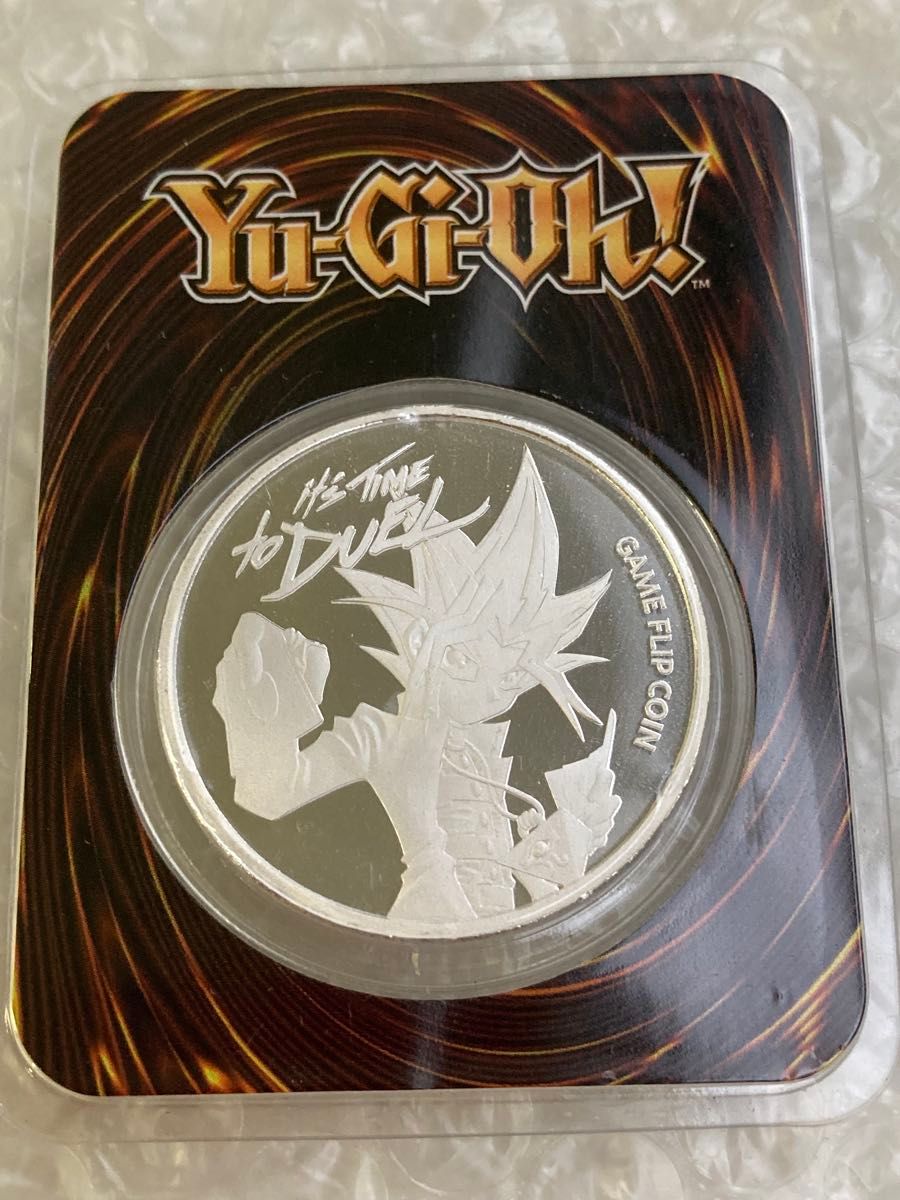 Yu-Gi-Oh!™
it's TIME
to DUEL
GAME FLIP COIN